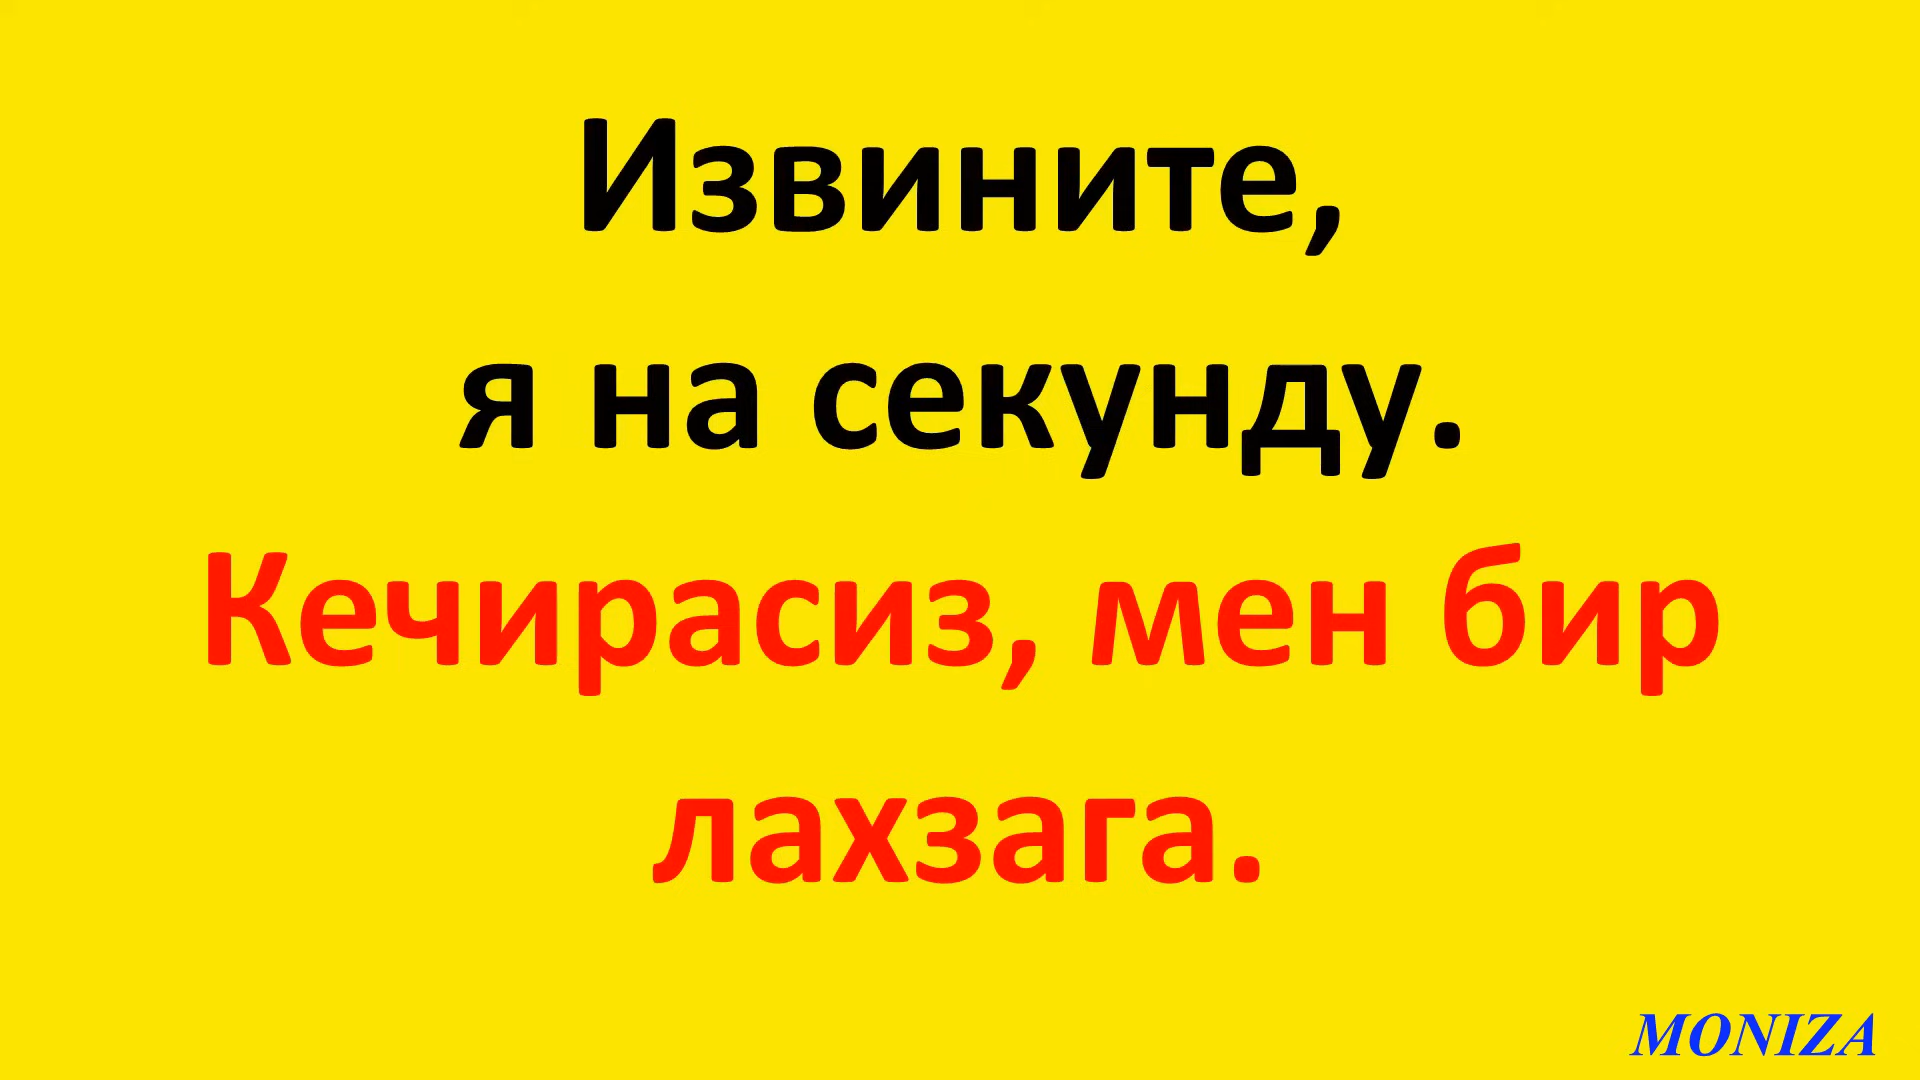 Извините,
я на секунду.
Кечирасиз, мен бир
лахзага.
MONIZA